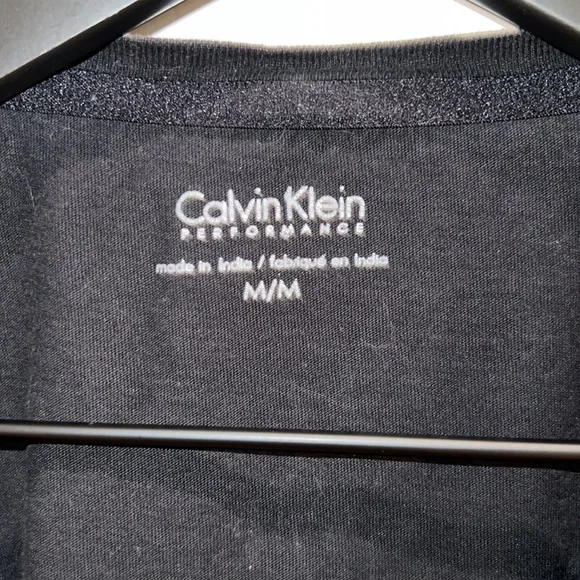 Calvin Klein
PERFORMANCE
made in India / fabriqué en Inde
M/M